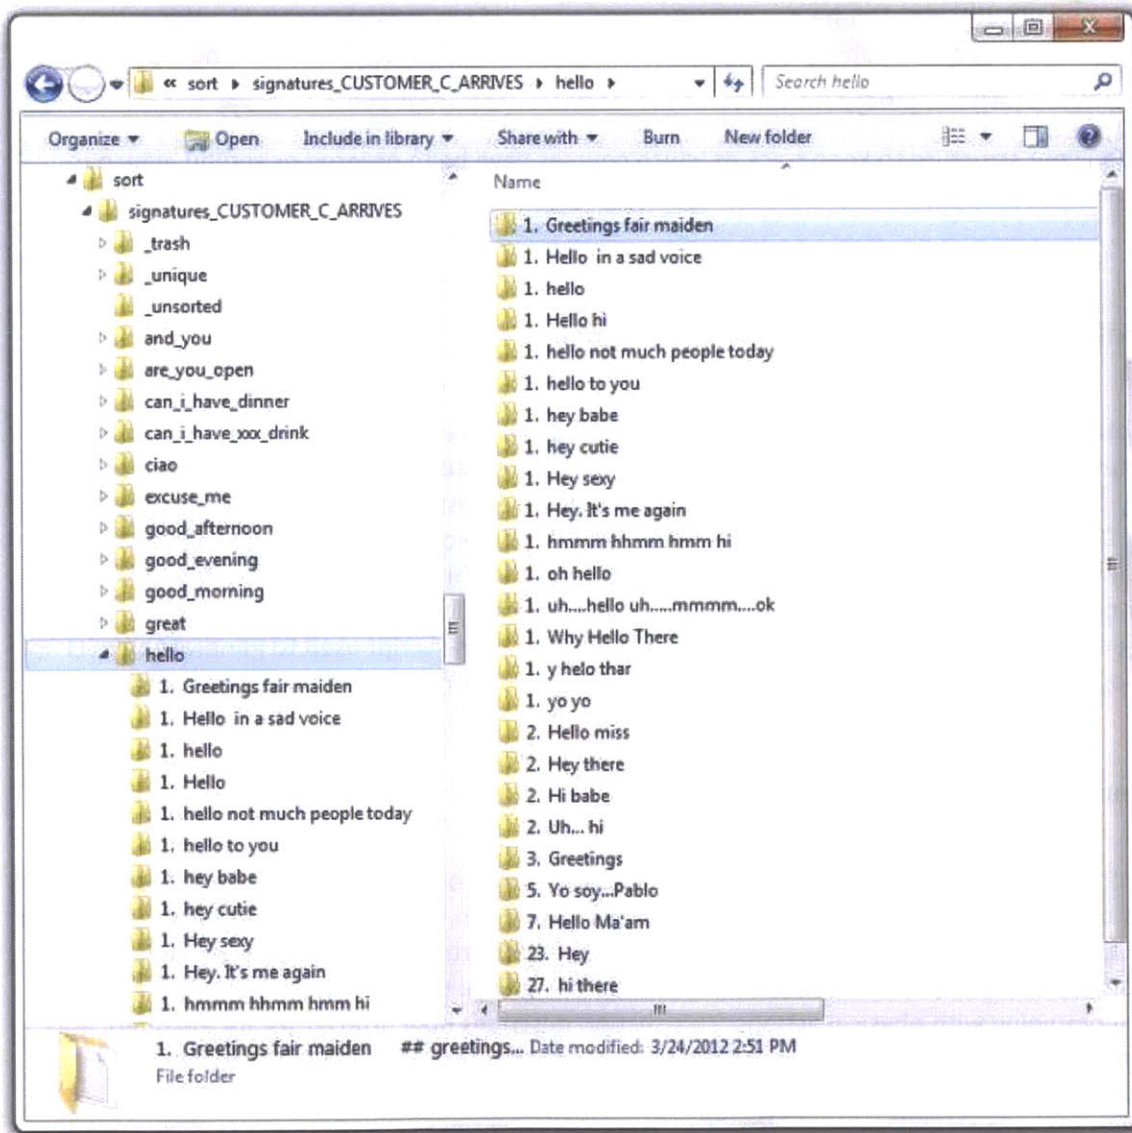 « sort ▸ signatures_CUSTOMER_C_ARRIVES ▸ hello ▸
Search hello
Organize ▾ Open Include in library ▾ Share with ▾ Burn New folder
sort
signatures_CUSTOMER_C_ARRIVES
_trash
_unique
_unsorted
and_you
are_you_open
can_i_have_dinner
can_i_have_xxx_drink
ciao
excuse_me
good_afternoon
good_evening
good_morning
great
hello
1. Greetings fair maiden
1. Hello in a sad voice
1. hello
1. Hello
1. hello not much people today
1. hello to you
1. hey babe
1. hey cutie
1. Hey sexy
1. Hey. It's me again
1. hmmm hhmm hmm hi
Name
1. Greetings fair maiden
1. Hello in a sad voice
1. hello
1. Hello hi
1. hello not much people today
1. hello to you
1. hey babe
1. hey cutie
1. Hey sexy
1. Hey. It's me again
1. hmmm hhmm hmm hi
1. oh hello
1. uh....hello uh.....mmmm....ok
1. Why Hello There
1. y helo thar
1. yo yo
2. Hello miss
2. Hey there
2. Hi babe
2. Uh... hi
3. Greetings
5. Yo soy...Pablo
7. Hello Ma'am
23. Hey
27. hi there
1. Greetings fair maiden ## greetings... Date modified: 3/24/2012 2:51 PM
File folder